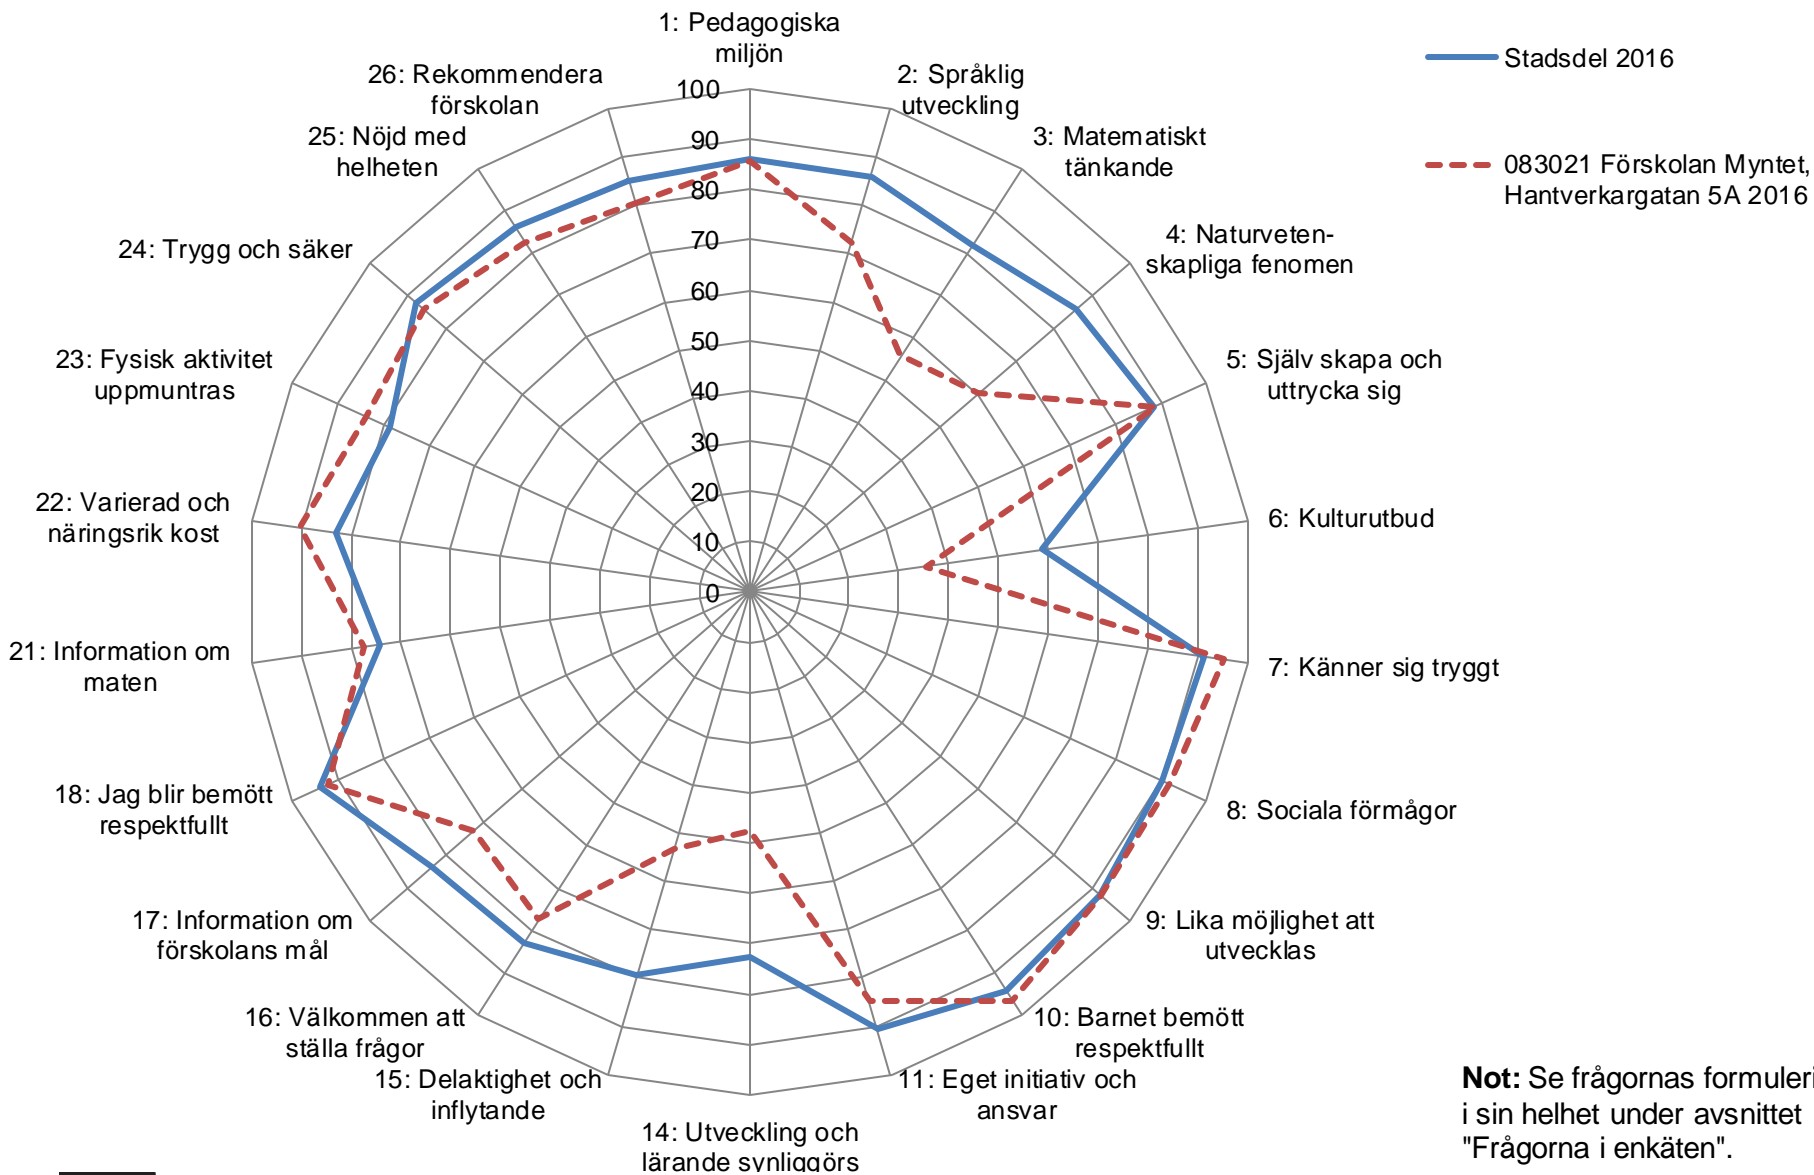 1: Pedagogiska
miljön
2: Språklig
utveckling
3: Matematiskt
tänkande
4: Naturveten-
skapliga fenomen
5: Själv skapa och
uttrycka sig
6: Kulturutbud
7: Känner sig tryggt
8: Sociala förmågor
9: Lika möjlighet att
utvecklas
10: Barnet bemött
respektfullt
11: Eget initiativ och
ansvar
14: Utveckling och
lärande synliggörs
15: Delaktighet och
inflytande
16: Välkommen att
ställa frågor
17: Information om
förskolans mål
18: Jag blir bemött
respektfullt
21: Information om
maten
22: Varierad och
näringsrik kost
23: Fysisk aktivitet
uppmuntras
24: Trygg och säker
25: Nöjd med
helheten
26: Rekommendera
förskolan
100
90
80
70
60
50
40
30
20
10
0
Stadsdel 2016
083021 Förskolan Myntet,
Hantverkargatan 5A 2016
Not: Se frågornas
i sin helhet under avsnittet
"Frågorna i enkäten".